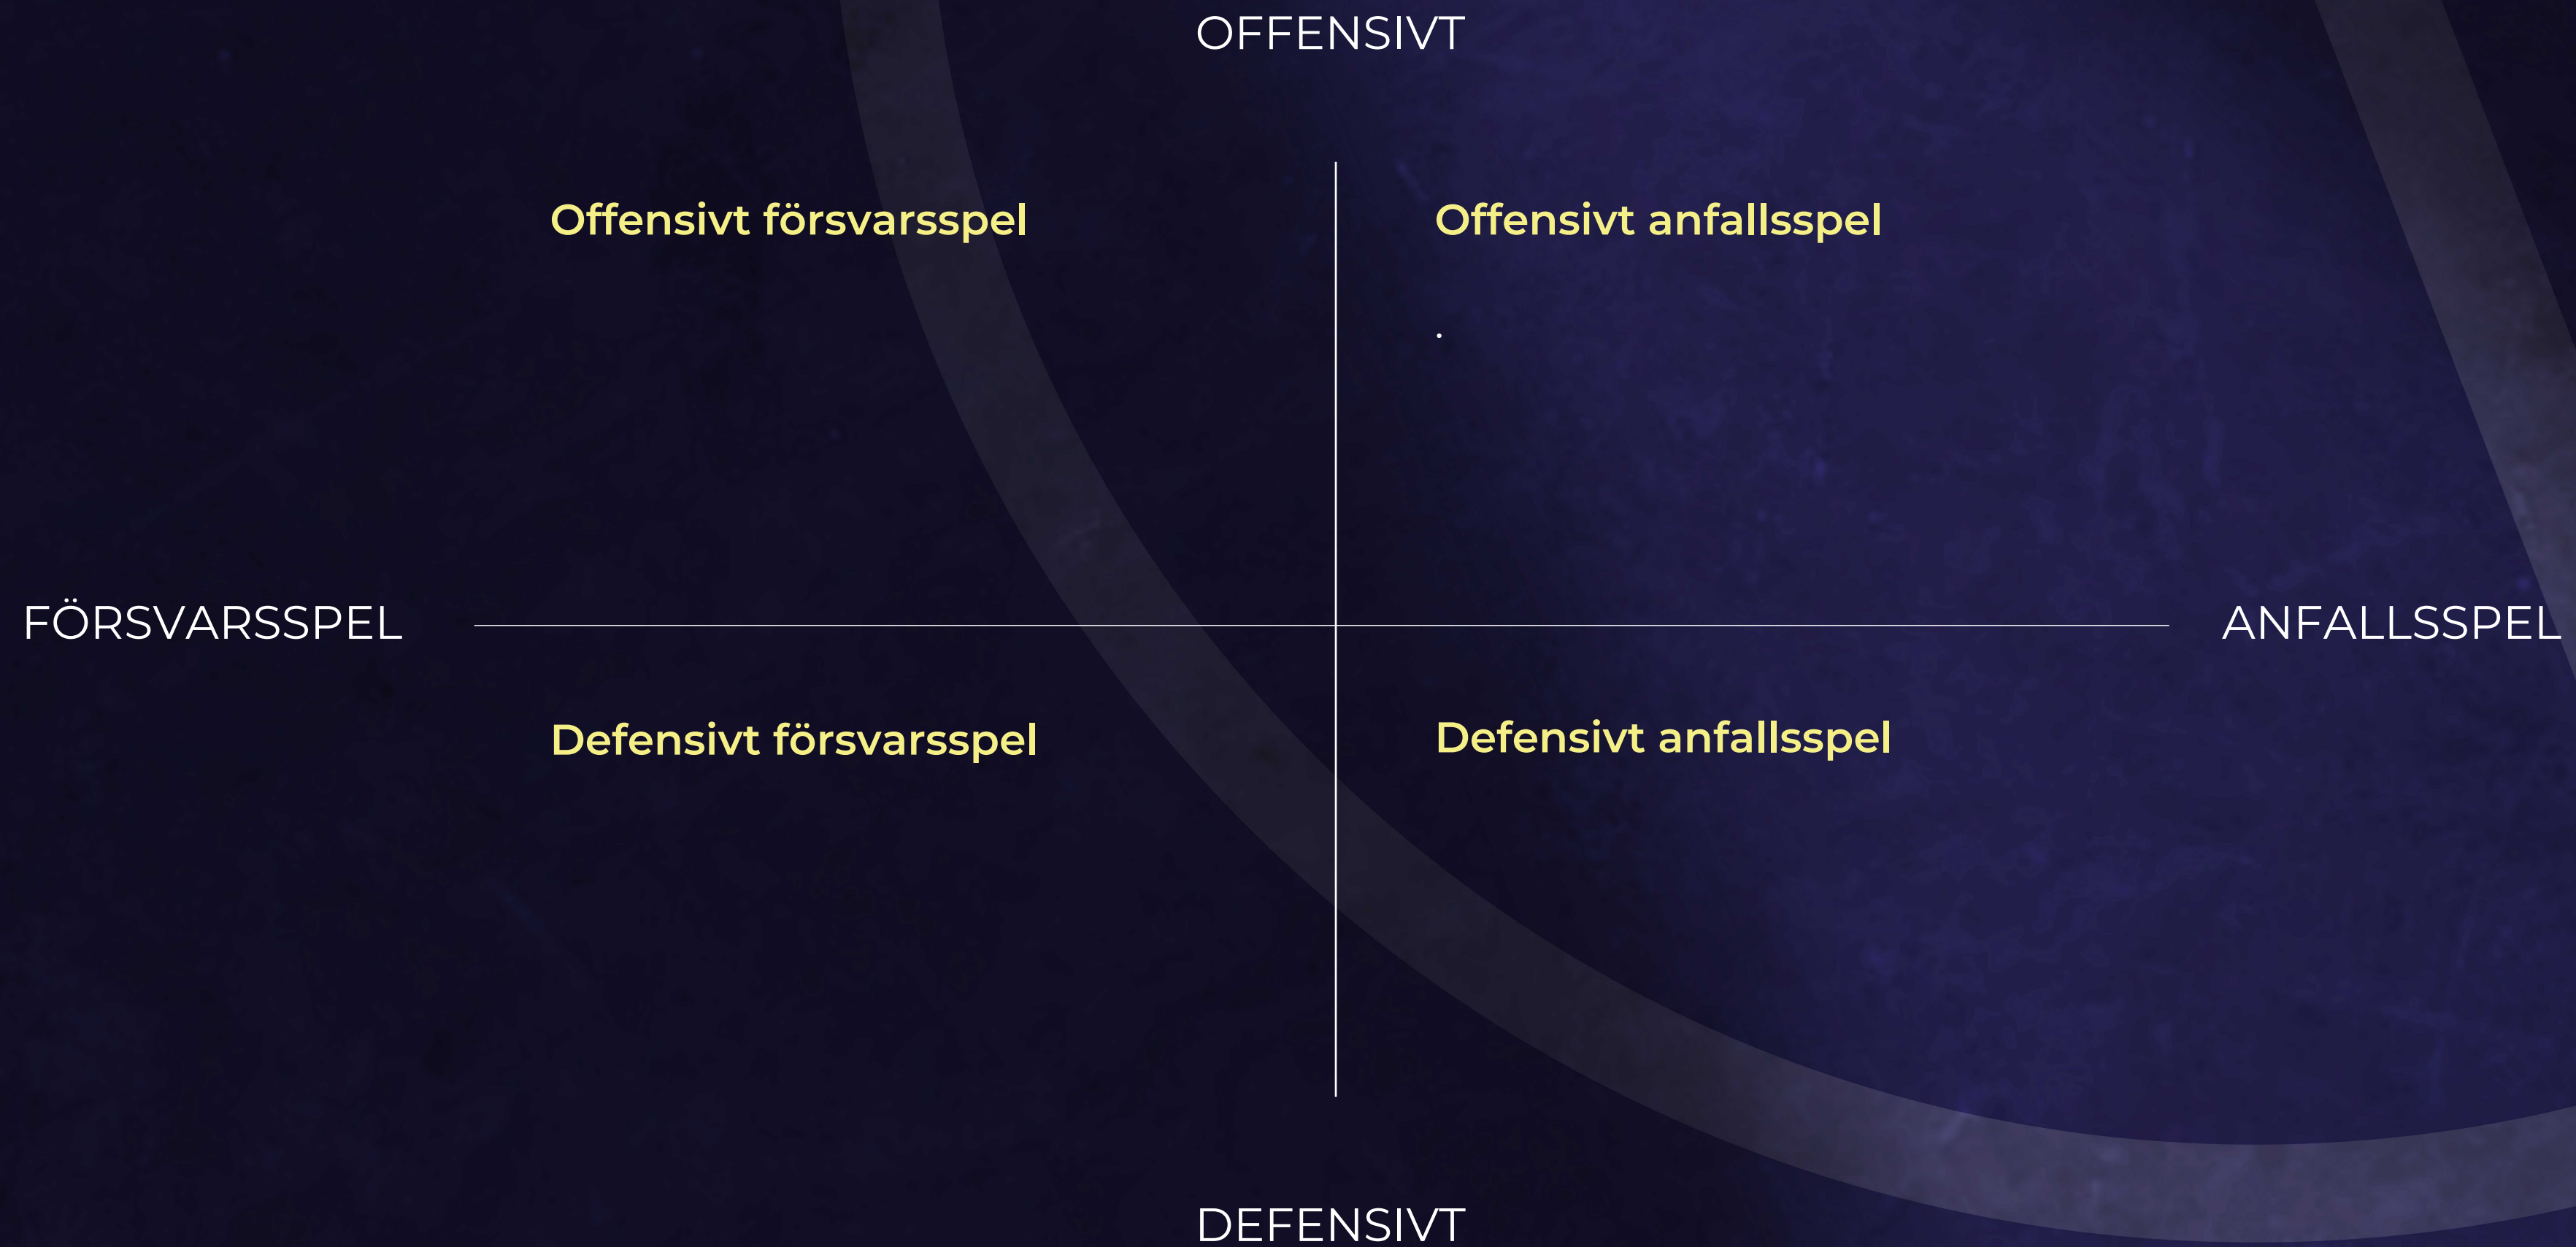 OFFENSIVT
Offensivt försvarsspel
Offensivt anfallsspel
.
FÖRSVARSSPEL
ANFALLSSPEL
Defensivt försvarsspel
Defensivt anfallsspel
DEFENSIVT